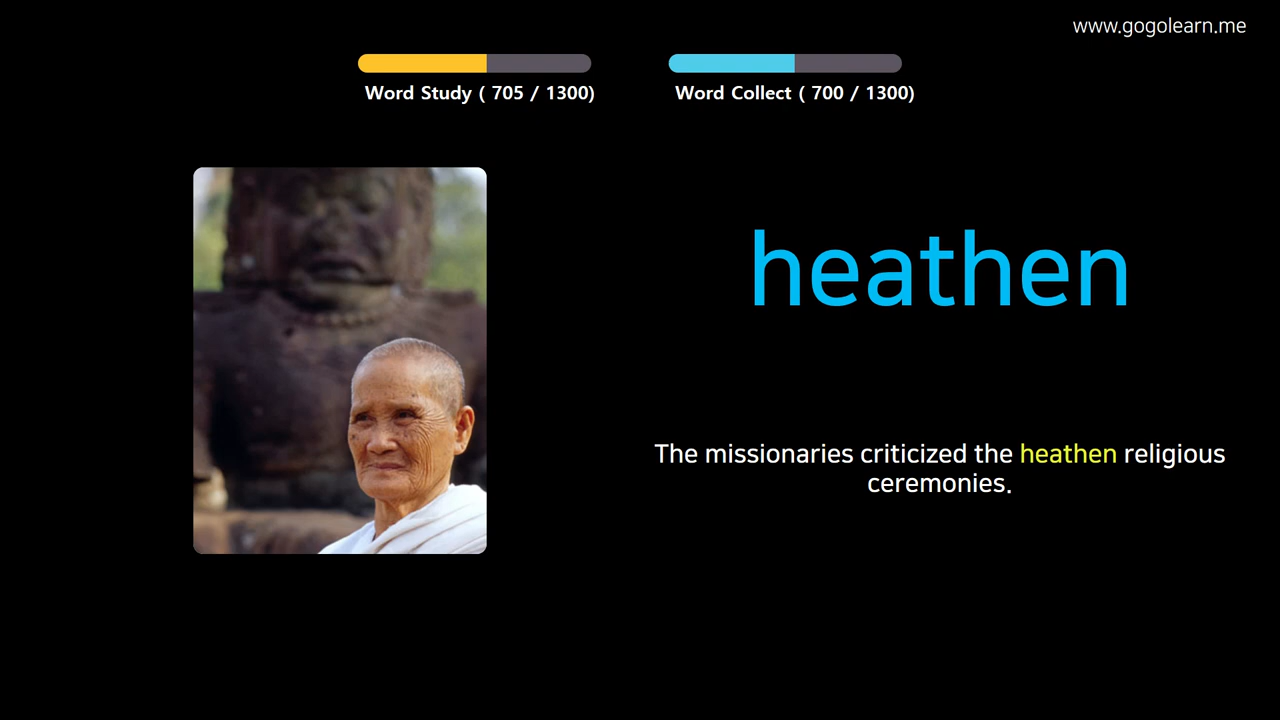 www.gogolearn.me
Word Study ( 705 / 1300)
Word Collect ( 700 / 1300)
heathen
The missionaries criticized the heathen religious
ceremonies.